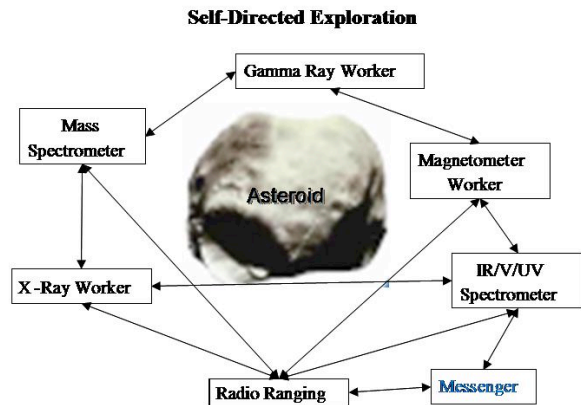 Self-Directed Exploration
Gamma Ray Worker
Mass
Spectrometer
Magnetometer
Worker
Asteroid
X-Ray Worker
IR/V/UV
Spectrometer
Radio Ranging
Messenger